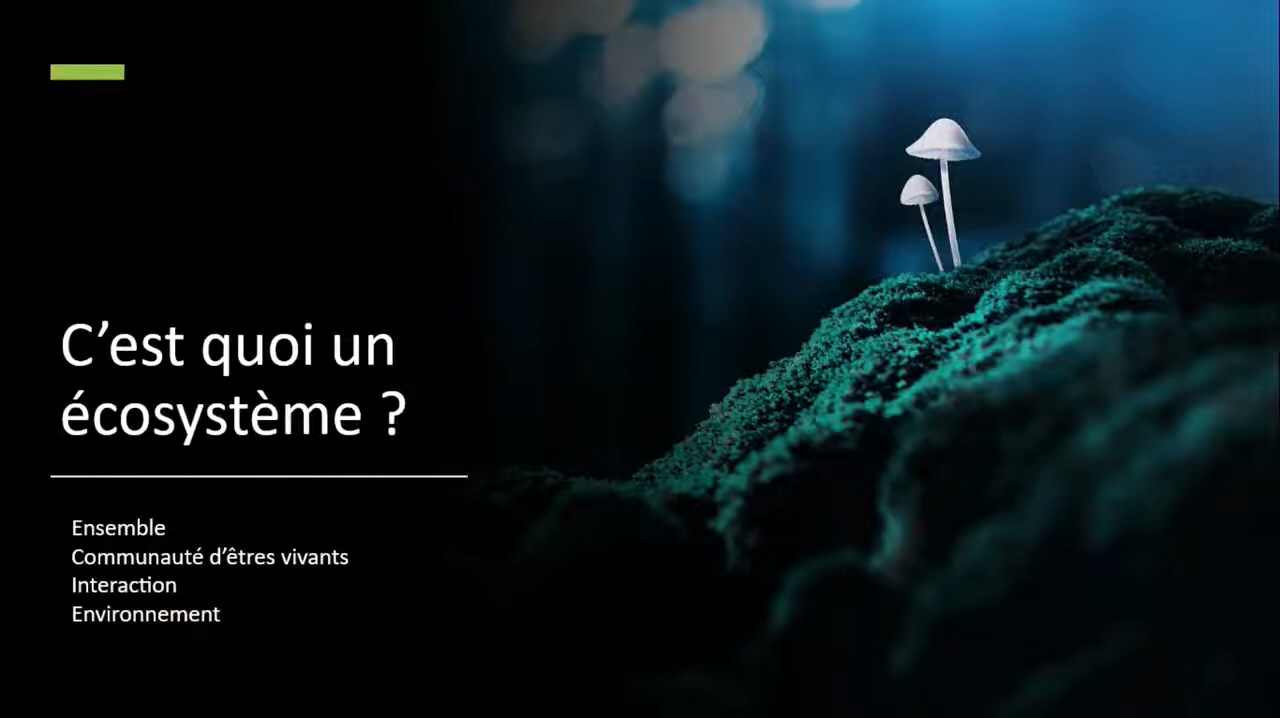 C’est quoi un
écosystème ?
Ensemble
Communauté d’êtres vivants
Interaction
Environnement